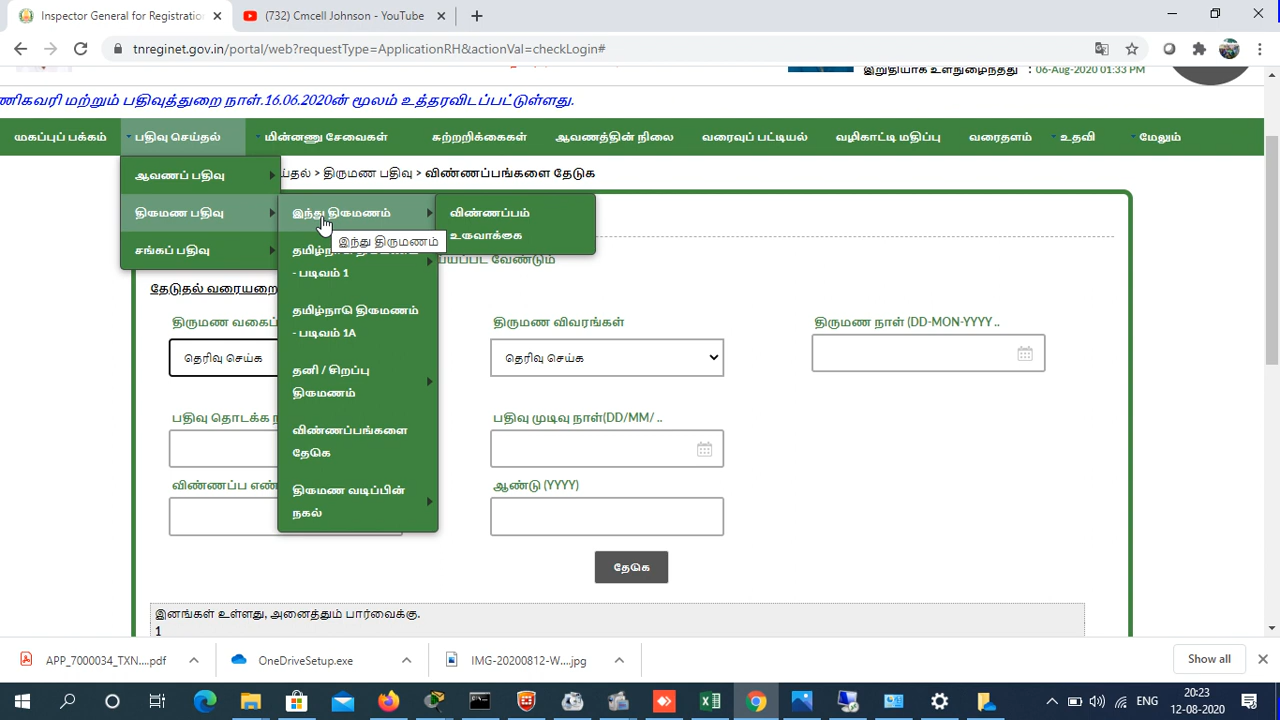 Inspector General for Registration
(732) Cmcell Johnson - YouTube
tnreginet.gov.in/portal/web?requestType=ApplicationRH&actionVal=checkLogin#
இறுதியாக உள்நுழைந்தது : 06-Aug-2020 01:33 PM
ணிகவரி மற்றும் பதிவுத்துறை நாள்.16.06.2020ன் மூலம் உத்தரவிடப்பட்டுள்ளது.
முகப்புப் பக்கம் பதிவு செய்தல் மின்னணு சேவைகள் சுற்றறிக்கைகள் ஆவணத்தின் நிலை வரைவுப் பட்டியல் வழிகாட்டி மதிப்பு வரைதளம் உதவி மேலும்
ஆவணப் பதிவு
ய்தல் > திருமண பதிவு > விண்ணப்பங்களை தேடுக
திருமண பதிவு
இந்து திருமணம்
விண்ணப்பம்
உருவாக்கை
இந்து திருமணம்
சங்கப் பதிவு
- படிவம் 1
ய்யப்பட வேண்டும்
தேடுதல் வரையறை
தமிழ்நாடு திருமணம்
- படிவம் 1A
திருமண வகைப்
திருமண விவரங்கள்
திருமண நாள் (DD-MON-YYYY ..
தெரிவு செய்க
தெரிவு செய்க
தனி / சிறப்பு
திருமணம்
பதிவு தொடக்க ந
பதிவு முடிவு நாள்(DD/MM/ ..
விண்ணப்பங்களை
தேடுக
விண்ணப்ப எண்
ஆண்டு (YYYY)
திருமண வடிப்பின்
நகல்
தேடுக
இனங்கள் உள்ளது, அனைத்தும் பார்வைக்கு.
1
APP_7000034_TXN....pdf
OneDriveSetup.exe
IMG-20200812-W....jpg
Show all
ENG
20:23
12-08-2020